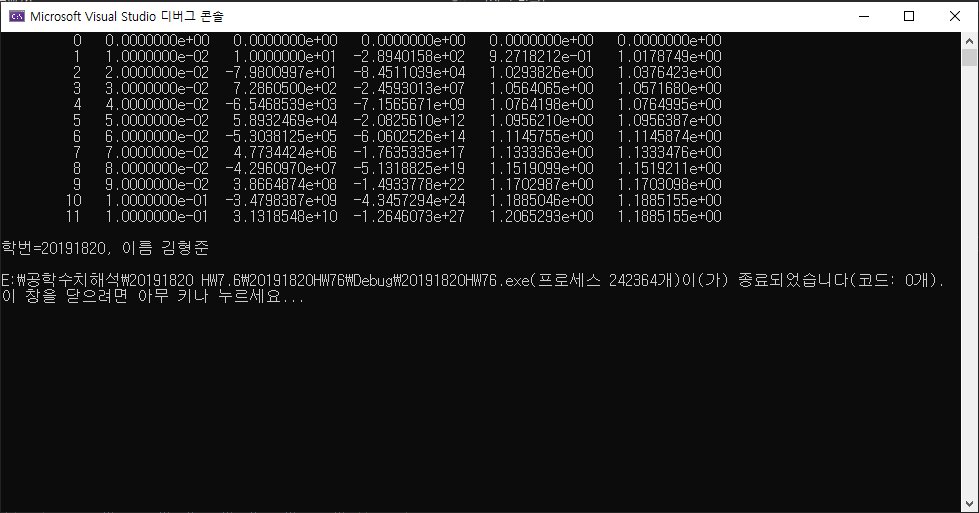 Microsoft Visual Studio 디버그 콘솔
0 0.0000000e+00 0.0000000e+00 0.0000000e+00 0.0000000e+00 0.0000000e+00
1 1.0000000e-02 1.0000000e+01 -2.8940158e+02 9.2718212e-01 1.0178749e+00
2 2.0000000e-02 -7.9800997e+01 -8.4511039e+04 1.0293826e+00 1.0376423e+00
3 3.0000000e-02 7.2860500e+02 -2.4593013e+07 1.0564065e+00 1.0571680e+00
4 4.0000000e-02 -6.5468539e+03 -7.1565671e+09 1.0764198e+00 1.0764995e+00
5 5.0000000e-02 5.8932469e+04 -2.0825610e+12 1.0956210e+00 1.0956387e+00
6 6.0000000e-02 -5.3038125e+05 -6.0602526e+14 1.1145755e+00 1.1145874e+00
7 7.0000000e-02 4.7734424e+06 -1.7635335e+17 1.1333363e+00 1.1333476e+00
8 8.0000000e-02 -4.2960970e+07 -5.1318825e+19 1.1519099e+00 1.1519211e+00
9 9.0000000e-02 3.8664874e+08 -1.4933778e+22 1.1702987e+00 1.1703098e+00
10 1.0000000e-01 -3.4798387e+09 -4.3457294e+24 1.1885046e+00 1.1885155e+00
11 1.0000000e-01 3.1318548e+10 -1.2646073e+27 1.2065293e+00 1.1885155e+00
학번=20191820, 이름 김형준
E:₩공학수치해석₩20191820 HW7.6₩20191820HW76₩Debug₩20191820HW76.exe(프로세스 242364개)이(가) 종료되었습니다(코드: 0개).
이 창을 닫으려면 아무 키나 누르세요...